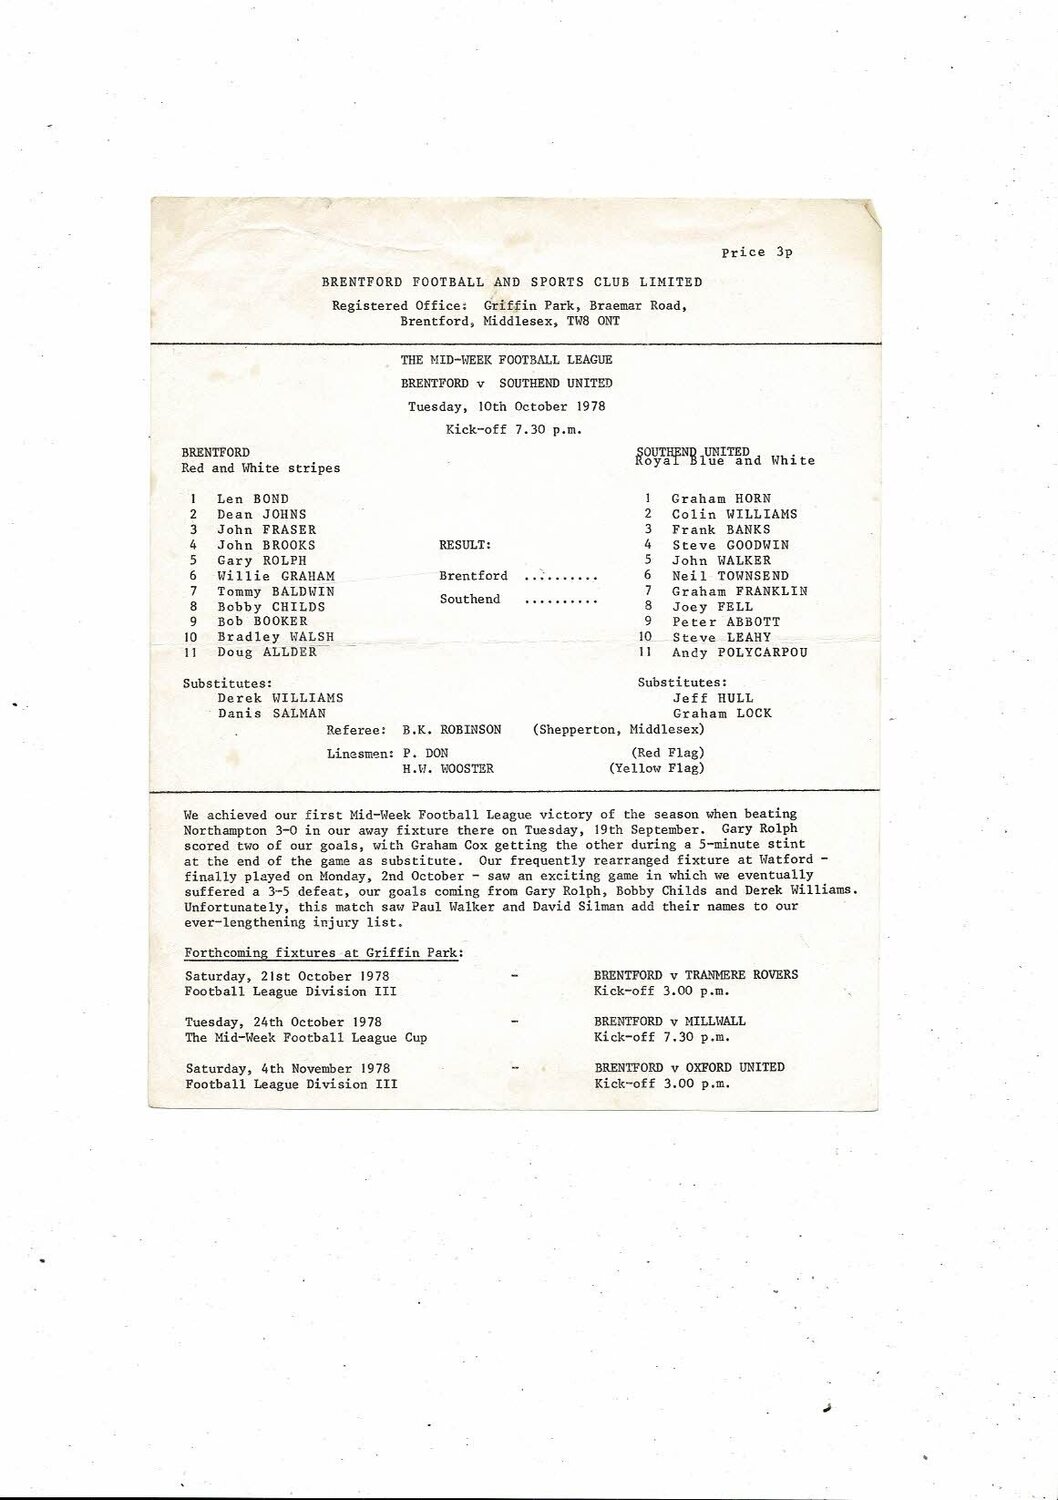 Price 3p
BRENTFORD FOOTBALL AND SPORTS CLUB LIMITED
Registered Office: Griffin Park, Braemar Road,
Brentford, Middlesex, TW8 ONT
THE MID-WEEK FOOTBALL LEAGUE
BRENTFORD v SOUTHEND UNITED
Tuesday, 10th October 1978
Kick-off 7.30 p.m.
BRENTFORD
Red and White stripes
SOUTHEND UNITED
Royal Blue and White
1 Len BOND
2 Dean JOHNS
3 John FRASER
4 John BROOKS
5 Gary ROLPH
6 Willie GRAHAM
7 Tommy BALDWIN
8 Bobby CHILDS
9 Bob BOOKER
10 Bradley WALSH
11 Doug ALLDER
RESULT:
Brentford ..........
Southend ..........
1 Graham HORN
2 Colin WILLIAMS
3 Frank BANKS
4 Steve GOODWIN
5 John WALKER
6 Neil TOWNSEND
7 Graham FRANKLIN
8 Joey FELL
9 Peter ABBOTT
10 Steve LEAHY
11 Andy POLYCARPOU
Substitutes:
Derek WILLIAMS
Danis SALMAN
Substitutes:
Jeff HULL
Graham LOCK
Referee: B.K. ROBINSON (Shepperton, Middlesex)
Linesmen: P. DON (Red Flag)
H.W. WOOSTER (Yellow Flag)
We achieved our first Mid-Week Football League victory of the season when beating
Northampton 3-0 in our away fixture there on Tuesday, 19th September. Gary Rolph
scored two of our goals, with Graham Cox getting the other during a 5-minute stint
at the end of the game as substitute. Our frequently rearranged fixture at Watford -
finally played on Monday, 2nd October - saw an exciting game in which we eventually
suffered a 3-5 defeat, our goals coming from Gary Rolph, Bobby Childs and Derek Williams.
Unfortunately, this match saw Paul Walker and David Silman add their names to our
ever-lengthening injury list.
Forthcoming fixtures at Griffin Park:
Saturday, 21st October 1978 - BRENTFORD v TRANMERE ROVERS
Football League Division III Kick-off 3.00 p.m.
Tuesday, 24th October 1978 - BRENTFORD v MILLWALL
The Mid-Week Football League Cup Kick-off 7.30 p.m.
Saturday, 4th November 1978 - BRENTFORD v OXFORD UNITED
Football League Division III Kick-off 3.00 p.m.